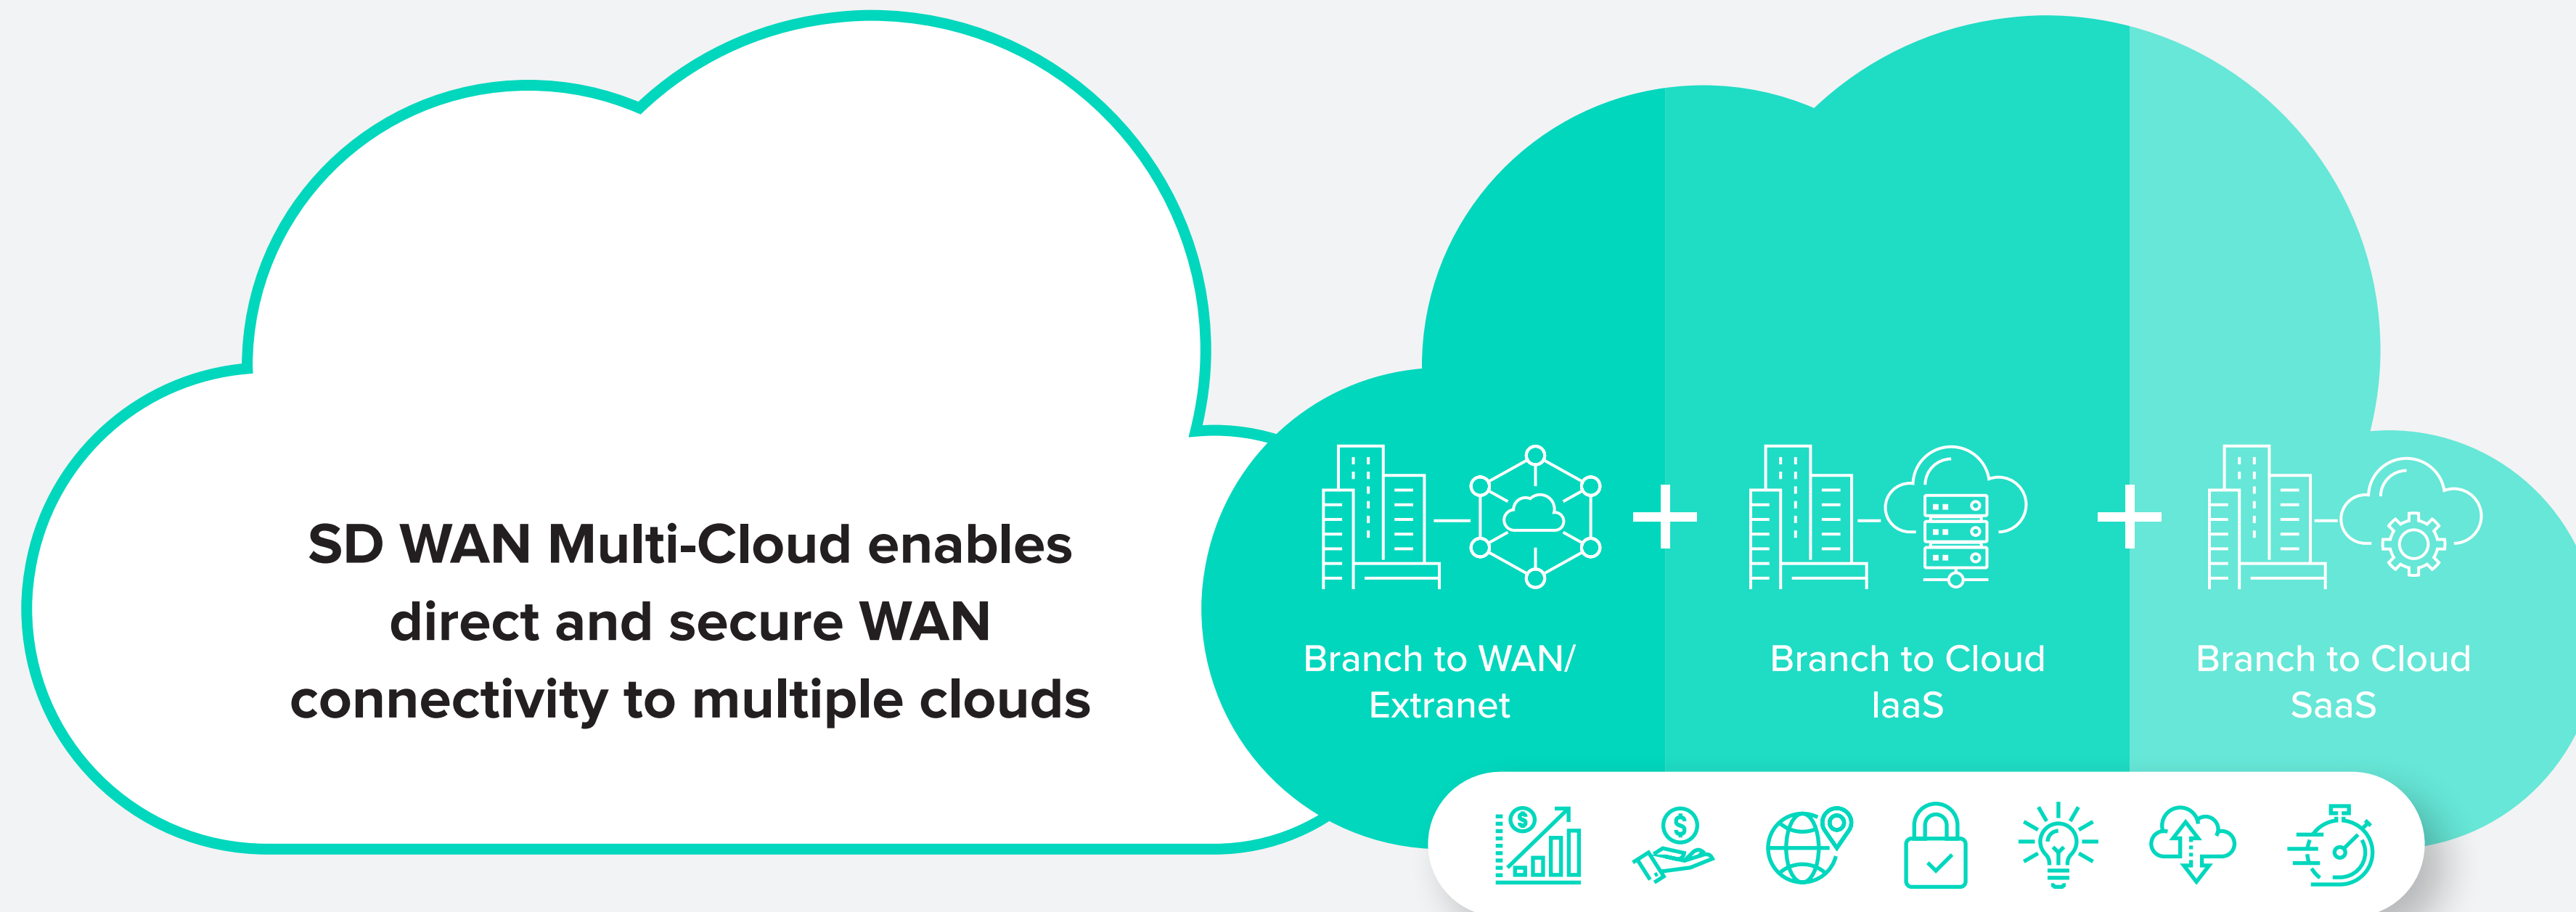 SD WAN Multi-Cloud enables
direct and secure WAN
connectivity to multiple clouds
Branch to WAN/
Extranet
Branch to Cloud
IaaS
Branch to Cloud
SaaS